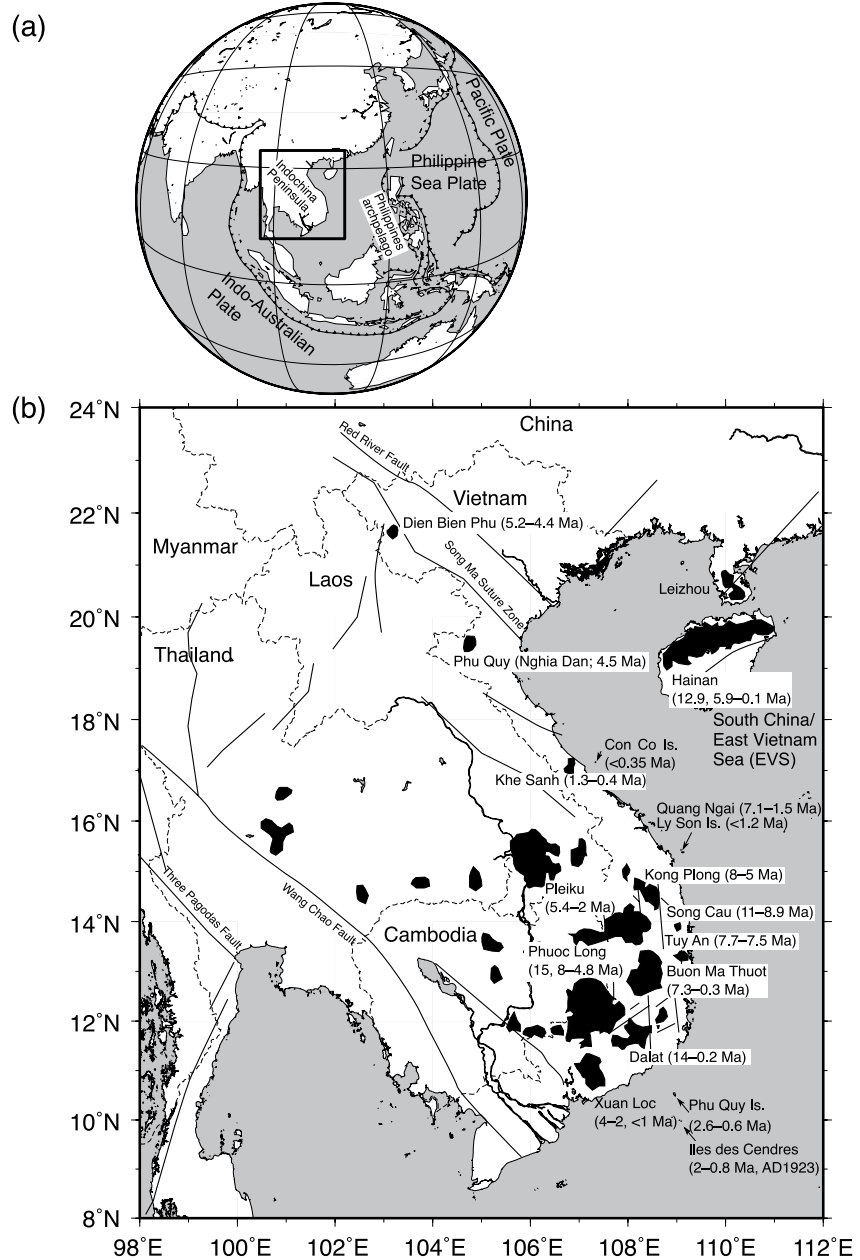 (a)
Pacific Plate
Philippine
Sea Plate
Indochina
Peninsula
Philippines
archpelago
Indo-Australian
Plate
(b)
24˚N
22˚N
20˚N
18˚N
16˚N
14˚N
12˚N
10˚N
8˚N
98˚E
100˚E
102˚E
104˚E
106˚E
108˚E
110˚E
112˚E
China
Red River Fault
Vietnam
Dien Bien Phu (5.2–4.4 Ma)
Myanmar
Song Ma Suture Zone
Laos
Leizhou
Thailand
Phu Quy (Nghia Dan; 4.5 Ma)
Hainan
(12.9, 5.9–0.1 Ma)
South China/
East Vietnam
Sea (EVS)
Con Co Is.
(<0.35 Ma)
Khe Sanh (1.3–0.4 Ma)
Quang Ngai (7.1–1.5 Ma)
Ly Son Is. (<1.2 Ma)
Three Pagodas Fault
Wang Chao Fault
Kong Plong (8–5 Ma)
Pleiku
(5.4–2 Ma)
Song Cau (11–8.9 Ma)
Cambodia
Tuy An (7.7–7.5 Ma)
Phuoc Long
(15, 8–4.8 Ma)
Buon Ma Thuot
(7.3–0.3 Ma)
Dalat (14–0.2 Ma)
Xuan Loc
(4–2, <1 Ma)
Phu Quy Is.
(2.6–0.6 Ma)
Iles des Cendres
(2–0.8 Ma, AD1923)